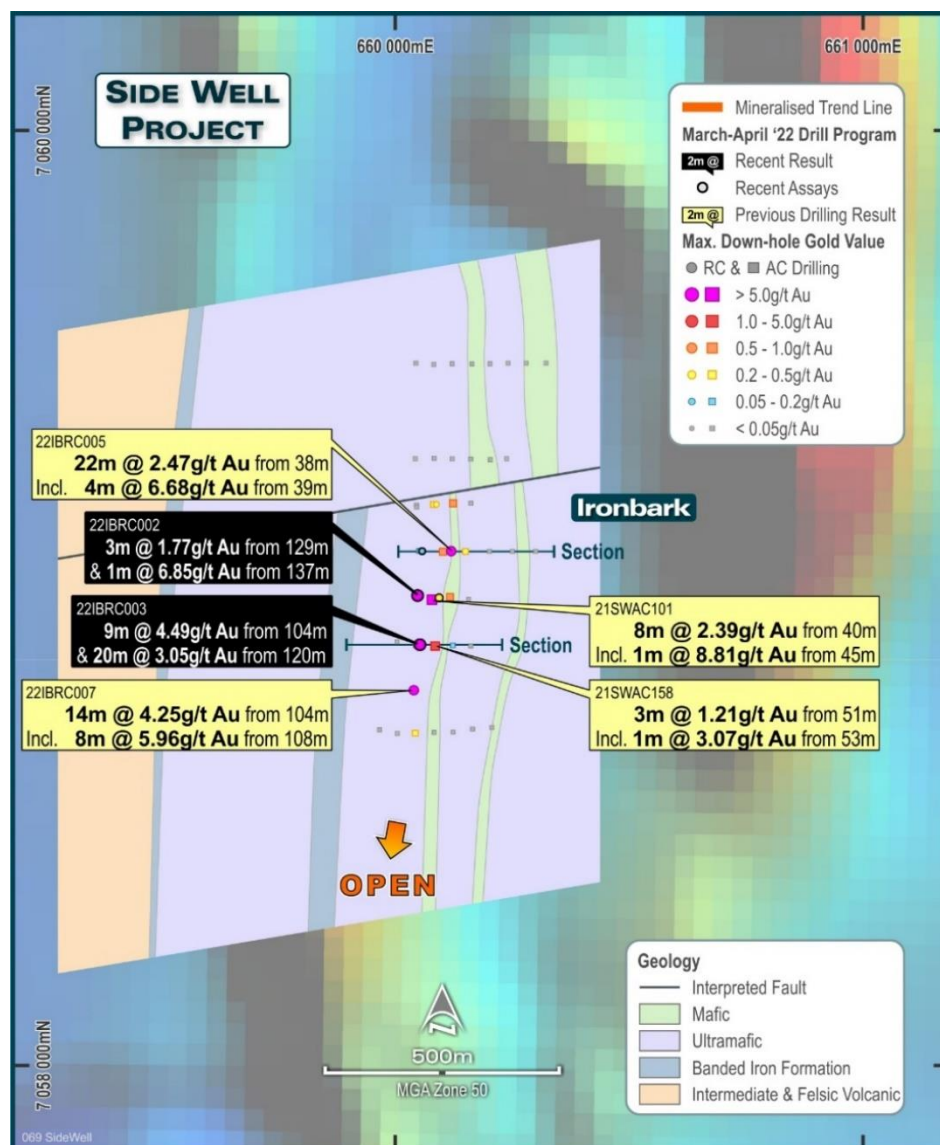 660 000mE
661 000mE
7 060 000mN
SIDE WELL
PROJECT
Mineralised Trend Line
March-April ‘22 Drill Program
2m @
Recent Result
Recent Assays
2m @
Previous Drilling Result
Max. Down-hole Gold Value
RC & AC Drilling
> 5.0g/t Au
1.0 - 5.0g/t Au
0.5 - 1.0g/t Au
0.2 - 0.5g/t Au
0.05 - 0.2g/t Au
< 0.05g/t Au
22IBRC005
22m @ 2.47g/t Au from 38m
Incl. 4m @ 6.68g/t Au from 39m
Ironbark
Section
22IBRC002
3m @ 1.77g/t Au from 129m
& 1m @ 6.85g/t Au from 137m
22IBRC003
9m @ 4.49g/t Au from 104m
& 20m @ 3.05g/t Au from 120m
21SWAC101
8m @ 2.39g/t Au from 40m
Incl. 1m @ 8.81g/t Au from 45m
Section
22IBRC007
14m @ 4.25g/t Au from 104m
Incl. 8m @ 5.96g/t Au from 108m
21SWAC158
3m @ 1.21g/t Au from 51m
Incl. 1m @ 3.07g/t Au from 53m
OPEN
Geology
Interpreted Fault
Mafic
Ultramafic
Banded Iron Formation
Intermediate & Felsic Volcanic
N
500m
MGA Zone 50
7 058 000mN
069 SideWell